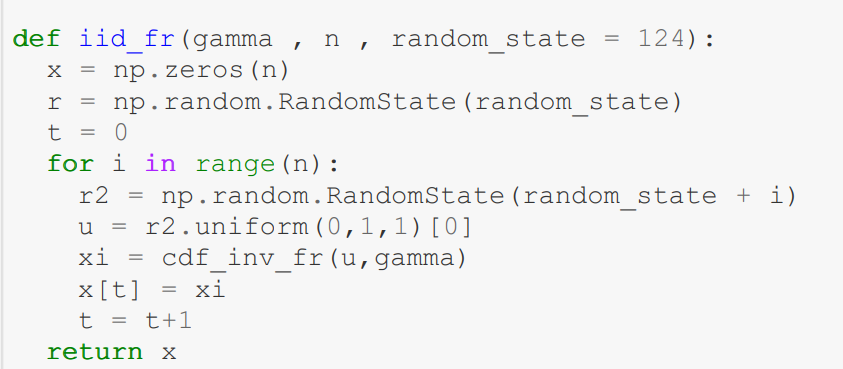 def iid_fr(gamma , n , random_state = 124):
  x = np.zeros(n)
  r = np.random.RandomState(random_state)
  t = 0
  for i in range(n):
    r2 = np.random.RandomState(random_state + i)
    u = r2.uniform(0,1,1)[0]
    xi = cdf_inv_fr(u,gamma)
    x[t] = xi
    t = t+1
  return x